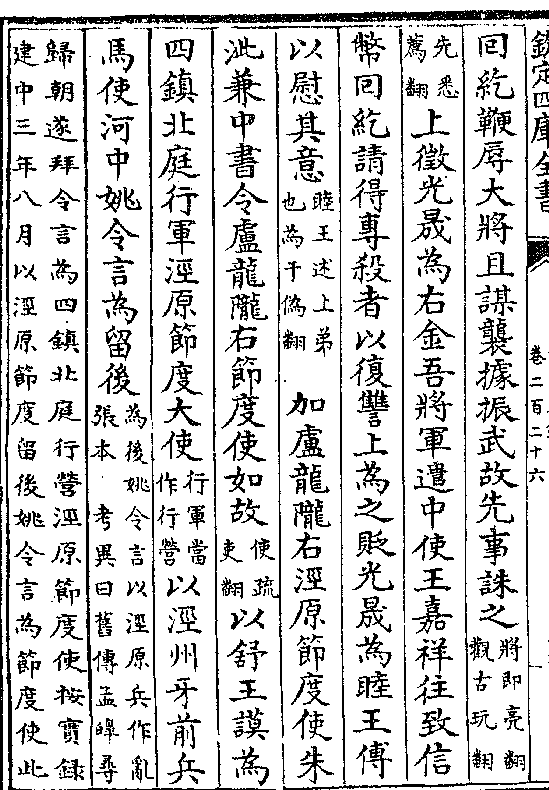 欽定四庫全書 卷二百二十六
回紇鞭辱大將且謀襲據振武故先事誅之將即亮翻觀古玩翻
先悉薦翻上徵光晟為右金吾將軍遣中使王嘉祥往致信
幣回紇請得專殺者以復讐上為之貶光晟為睦王傅
以慰其意睦王述上弟也為于偽翻 加盧龍隴右涇原節度使朱
泚兼中書令盧龍隴右節度使如故使疏吏翻以舒王謨為
四鎮北庭行軍涇原節度大使行軍當作行營以涇州牙前兵
馬使河中姚令言為留後為後姚令言以涇原兵作亂張本 考異曰舊傳孟皞尋
歸朝遂拜令言為四鎮北庭行營涇原節度使按實録
建中三年八月以涇原節度留後姚令言為節度使此